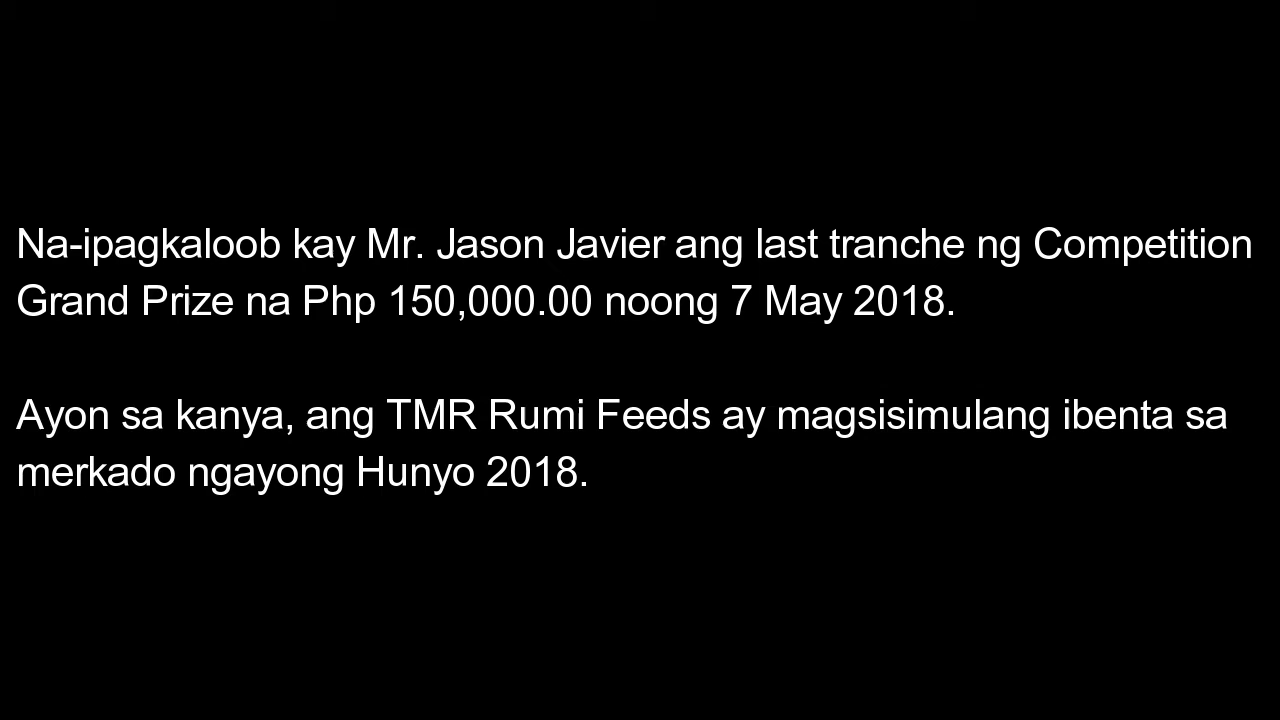 Na-ipagkaloob kay Mr. Jason Javier ang last tranche ng Competition
Grand Prize na Php 150,000.00 noong 7 May 2018.
Ayon sa kanya, ang TMR Rumi Feeds ay magsisimulang ibenta sa
merkado ngayong Hunyo 2018.